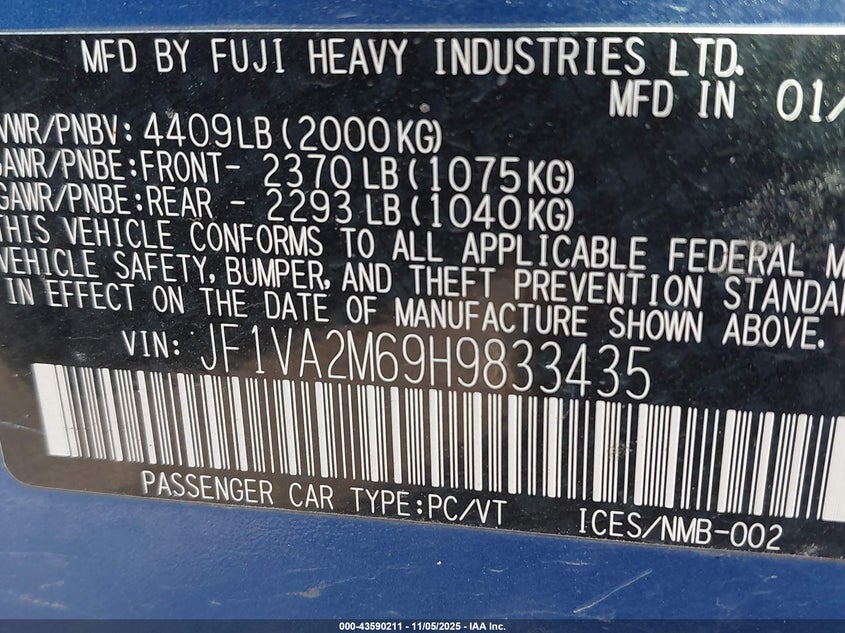 MFD BY FUJI HEAVY INDUSTRIES LTD.
MFD IN 01/
VWR/PNBV: 4409LB (2000KG)
GAWR/PNBE:FRONT- 2370 LB (1075KG)
GAWR/PNBE:REAR - 2293 LB (1040KG)
THIS VEHICLE CONFORMS TO ALL APPLICABLE FEDERAL M
VEHICLE SAFETY, BUMPER, AND THEFT PREVENTION STANDA
IN EFFECT ON THE DATE OF MANUFACTURE SHOWN ABOVE.
VIN: JF1VA2M69H9833435
PASSENGER CAR TYPE:PC/VT ICES/NMB-002
000-43590211 - 11/05/2025 - IAA Inc.